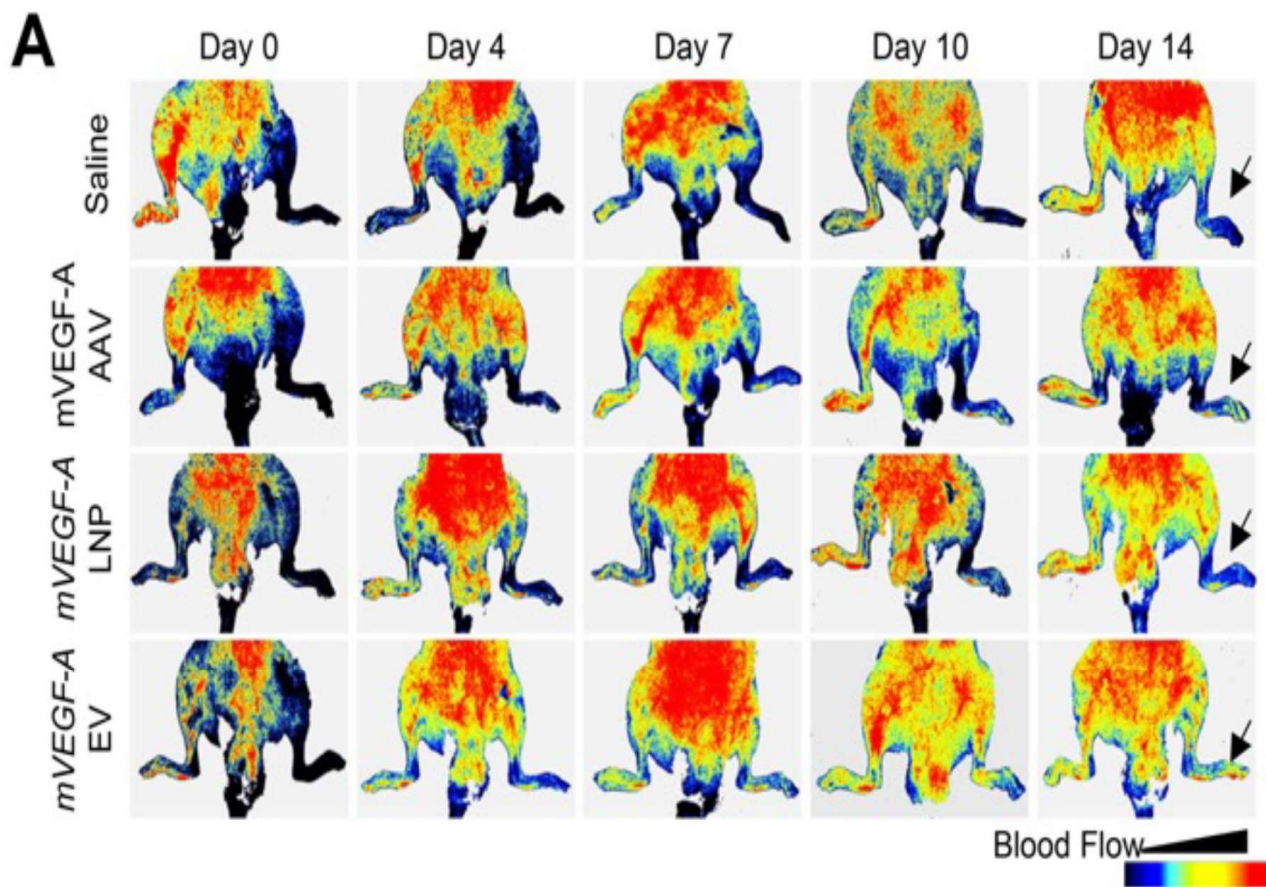 A
Day 0 Day 4 Day 7 Day 10 Day 14
Saline
mVEGF-A
AAV
mVEGF-A
LNP
mVEGF-A
EV
Blood Flow